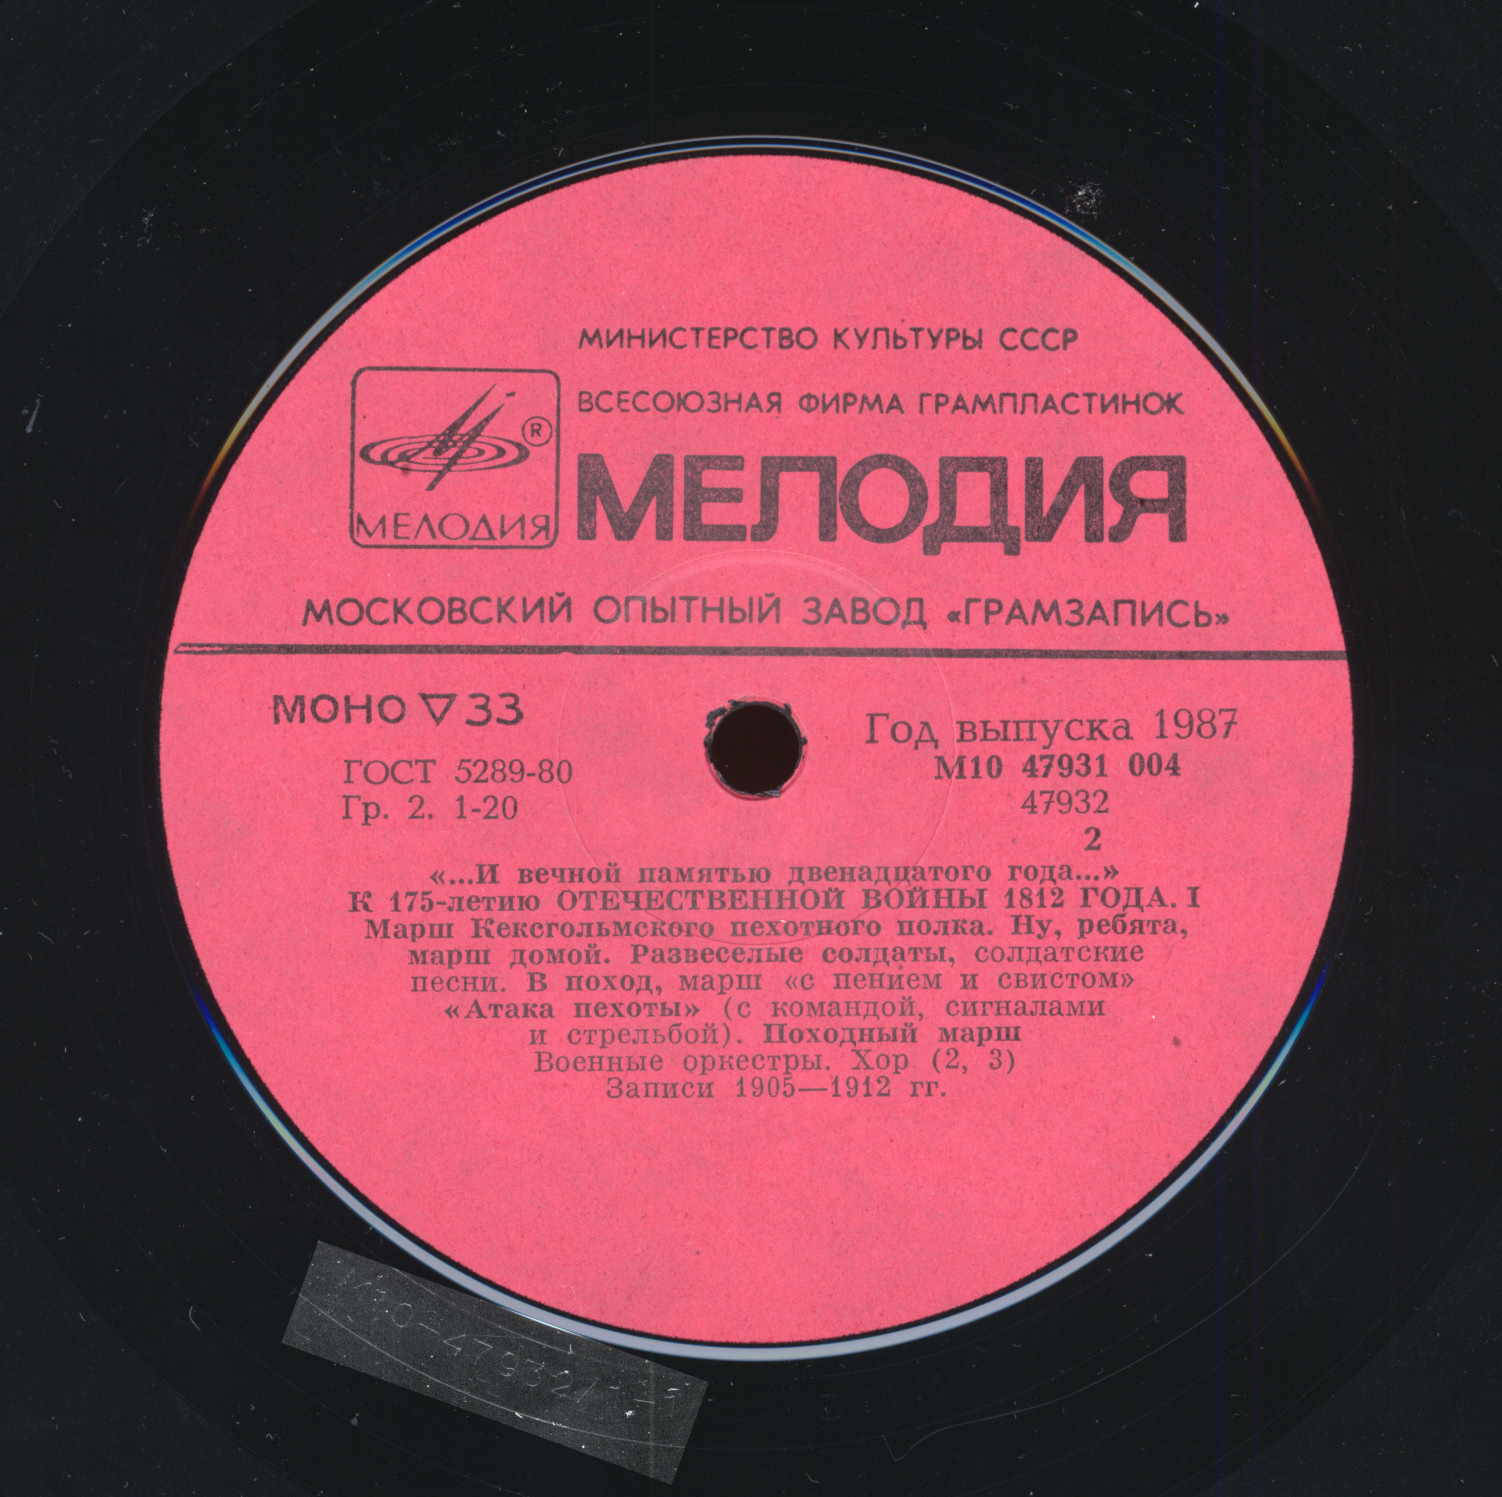 МИНИСТЕРСТВО КУЛЬТУРЫ СССР
ВСЕСОЮЗНАЯ ФИРМА ГРАМПЛАСТИНОК
МЕЛОДИЯ ® МЕЛОДИЯ
МОСКОВСКИЙ ОПЫТНЫЙ ЗАВОД «ГРАМЗАПИСЬ»
МОНО ▽ 33
ГОСТ 5289-80
Гр. 2. 1-20
Год выпуска 1987
М10 47931 004
47932
2
«...И вечной памятью двенадцатого года...»
К 175-летию ОТЕЧЕСТВЕННОЙ ВОЙНЫ 1812 ГОДА. I
Марш Кексгольмского пехотного полка. Ну, ребята,
марш домой. Развеселые солдаты, солдатские
песни. В поход, марш «с пением и свистом»
«Атака пехоты» (с командой, сигналами
и стрельбой). Походный марш
Военные оркестры. Хор (2, 3)
Записи 1905—1912 гг.